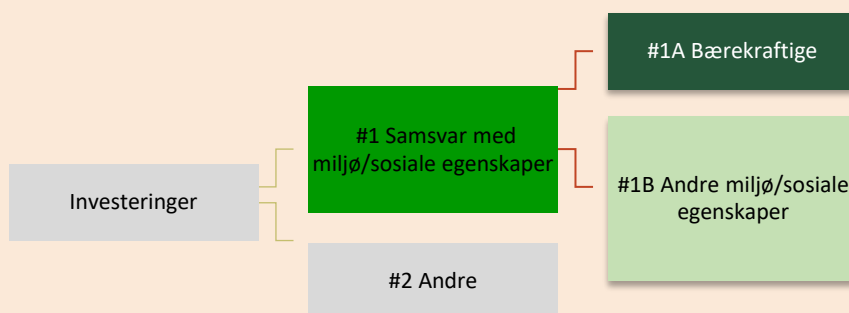 Investeringer
#1 Samsvar med
miljø/sosiale egenskaper
#2 Andre
#1A Bærekraftige
#1B Andre miljø/sosiale
egenskaper